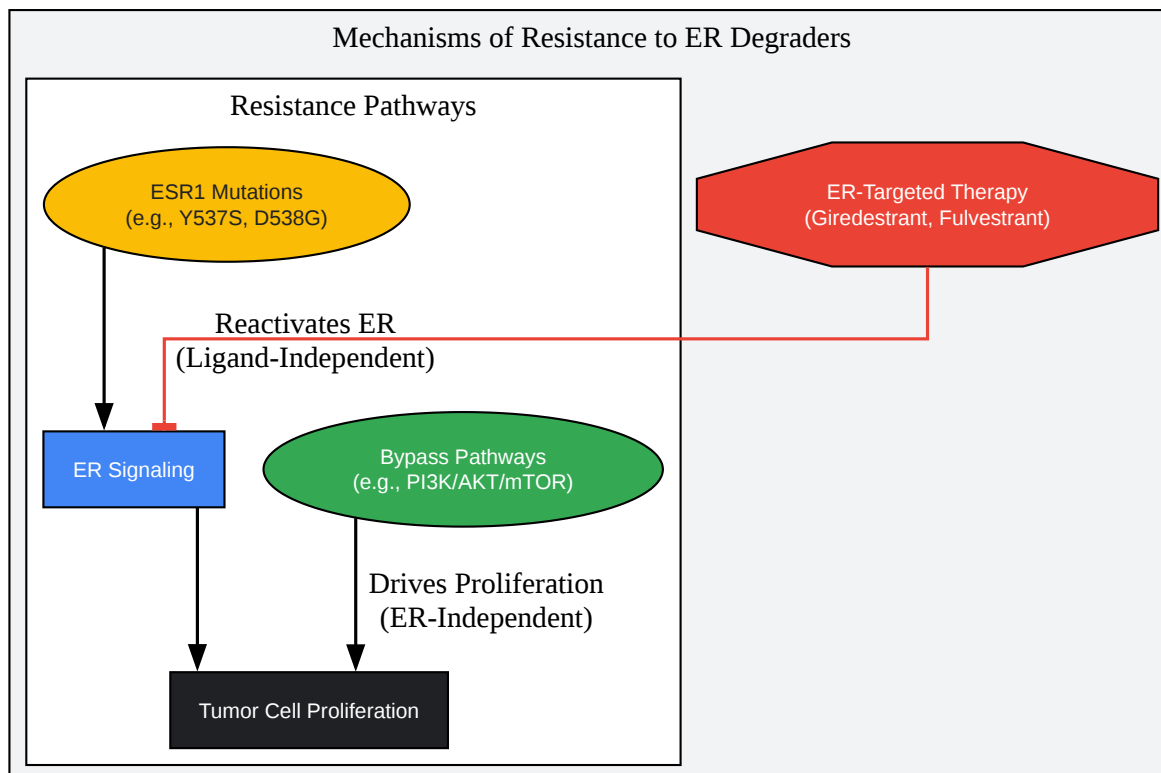 Mechanisms of Resistance to ER Degraders
Resistance Pathways
ESR1 Mutations
(e.g., Y537S, D538G)
ER-Targeted Therapy
(Giredestrant, Fulvestrant)
Reactivates ER
(Ligand-Independent)
ER Signaling
Bypass Pathways
(e.g., PI3K/AKT/mTOR)
Drives Proliferation
(ER-Independent)
Tumor Cell Proliferation